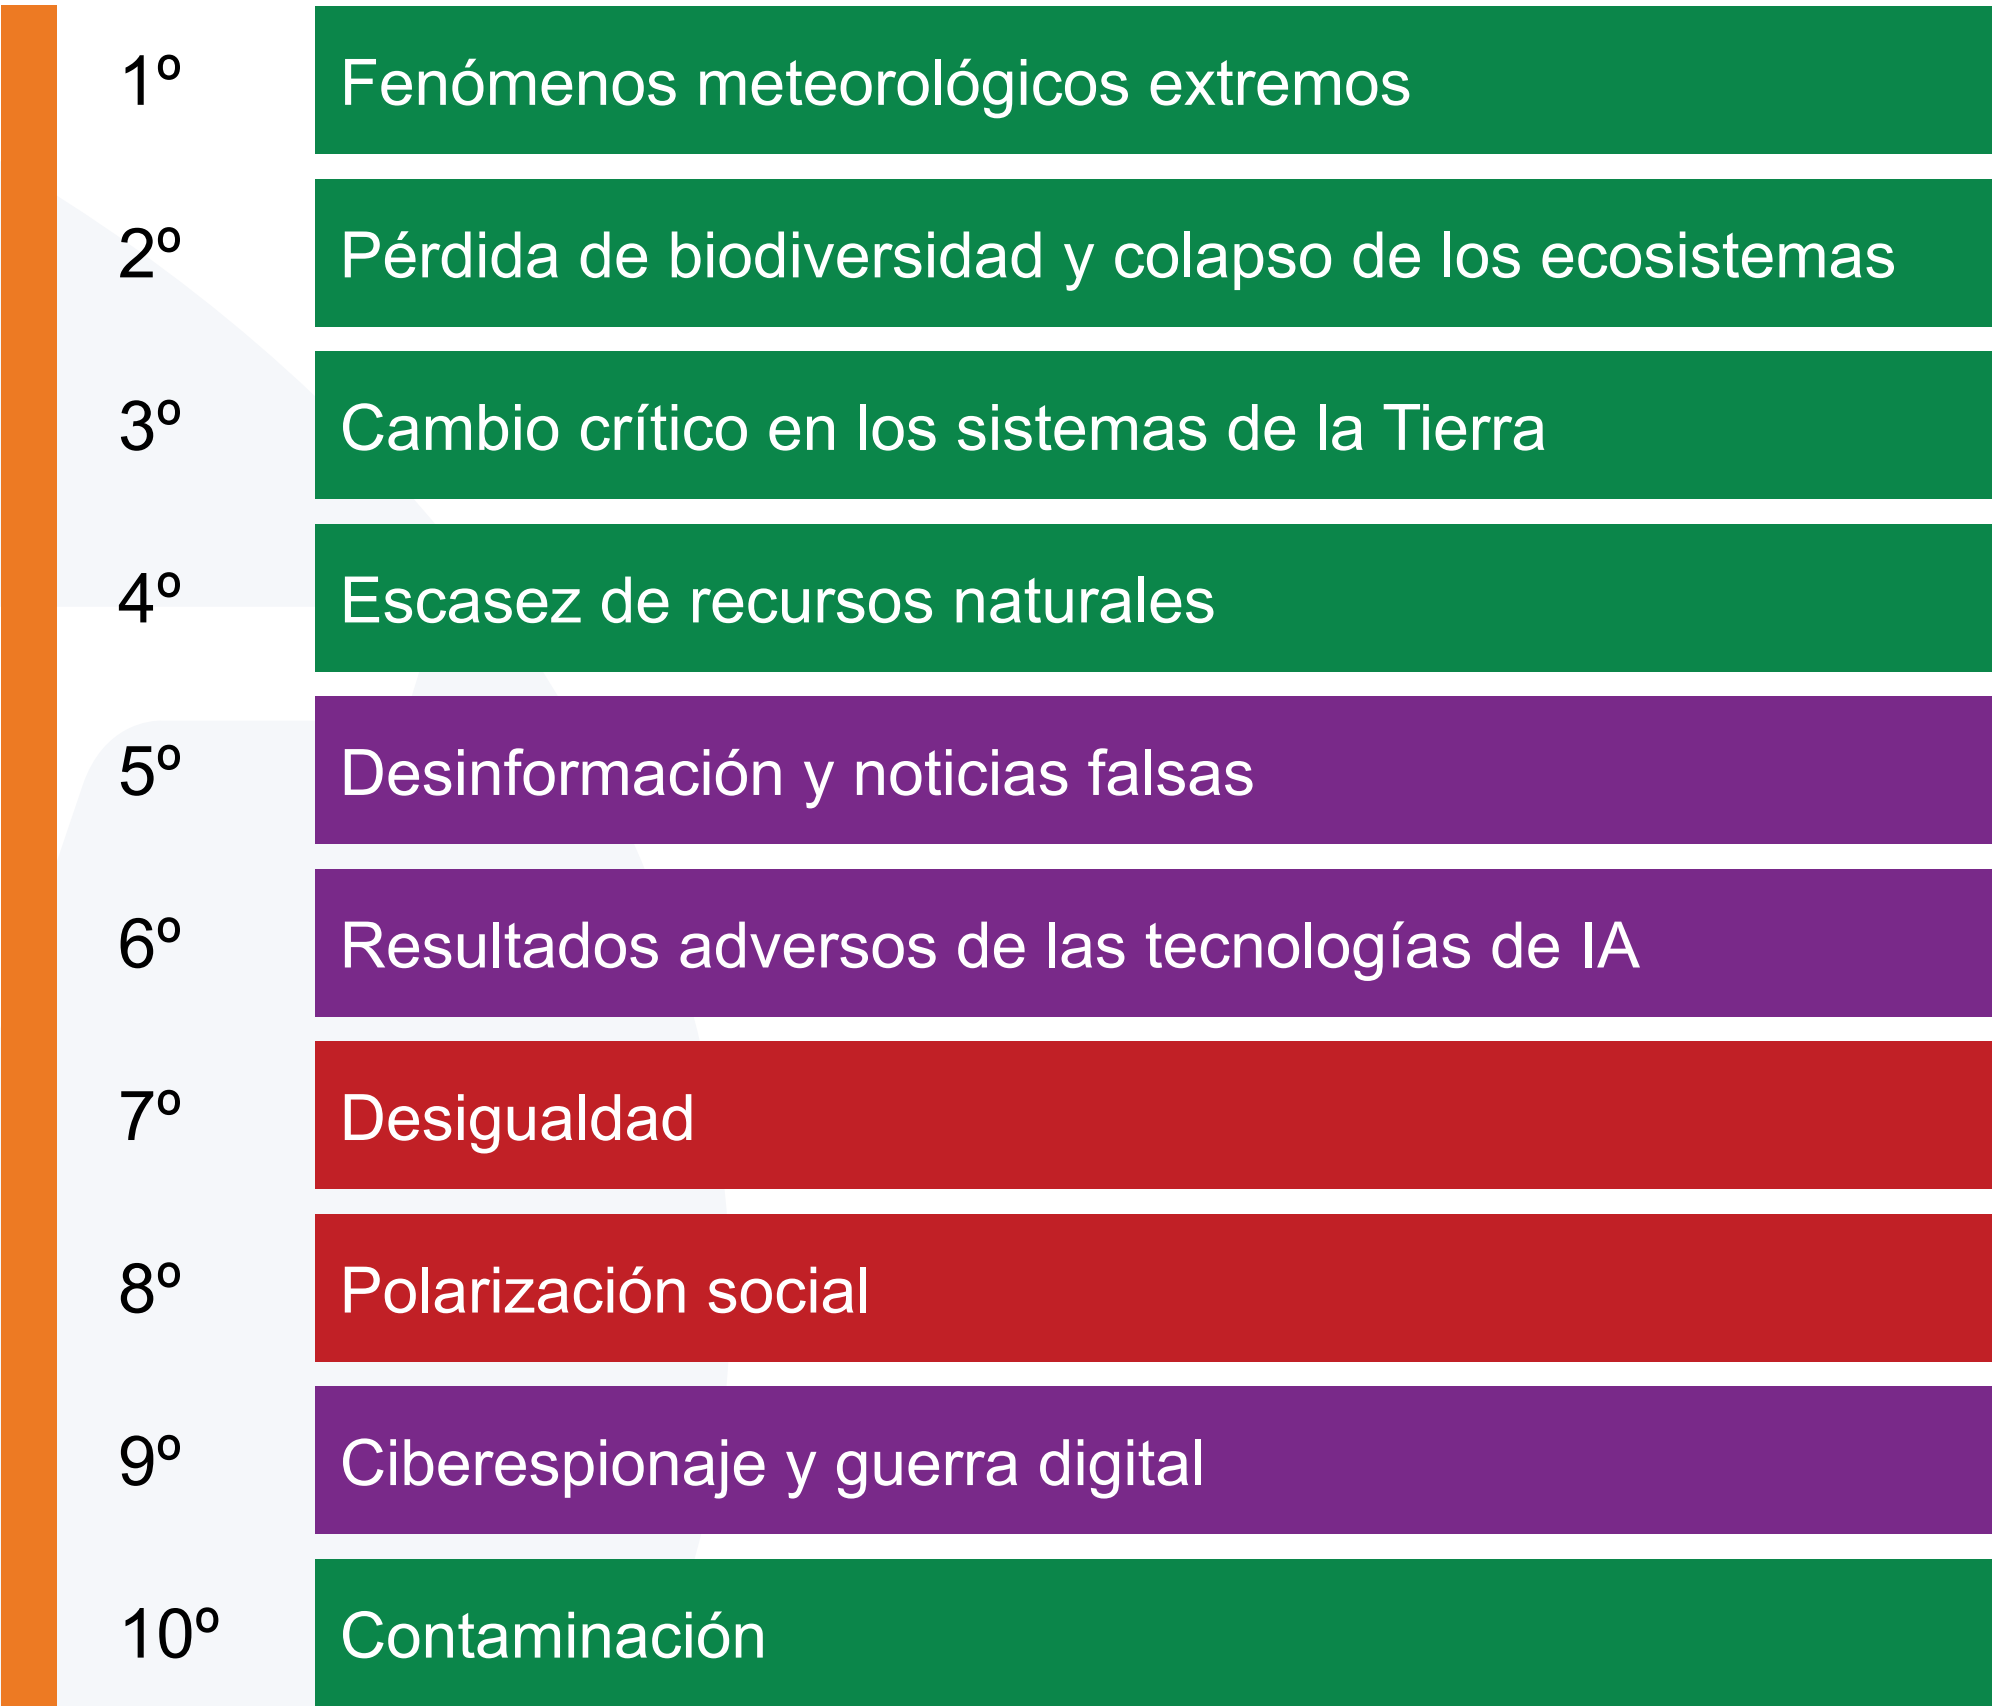 1º Fenómenos meteorológicos extremos
2º Pérdida de biodiversidad y colapso de los ecosistemas
3º Cambio crítico en los sistemas de la Tierra
4º Escasez de recursos naturales
5º Desinformación y noticias falsas
6º Resultados adversos de las tecnologías de IA
7º Desigualdad
8º Polarización social
9º Ciberespionaje y guerra digital
10º Contaminación